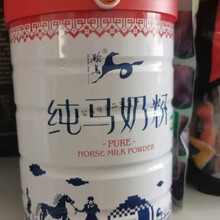 纯马奶粉
- PURE -
HORSE MILK POWDER